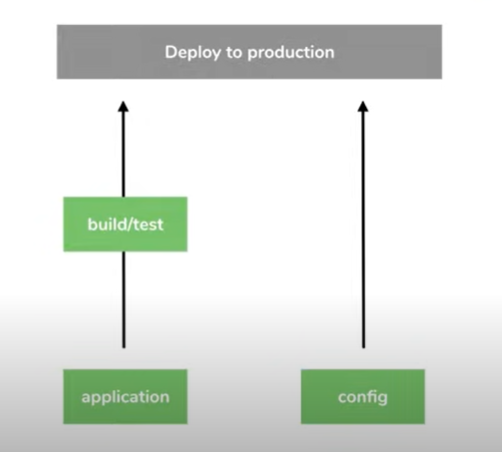 Deploy to production
build/test
application
config